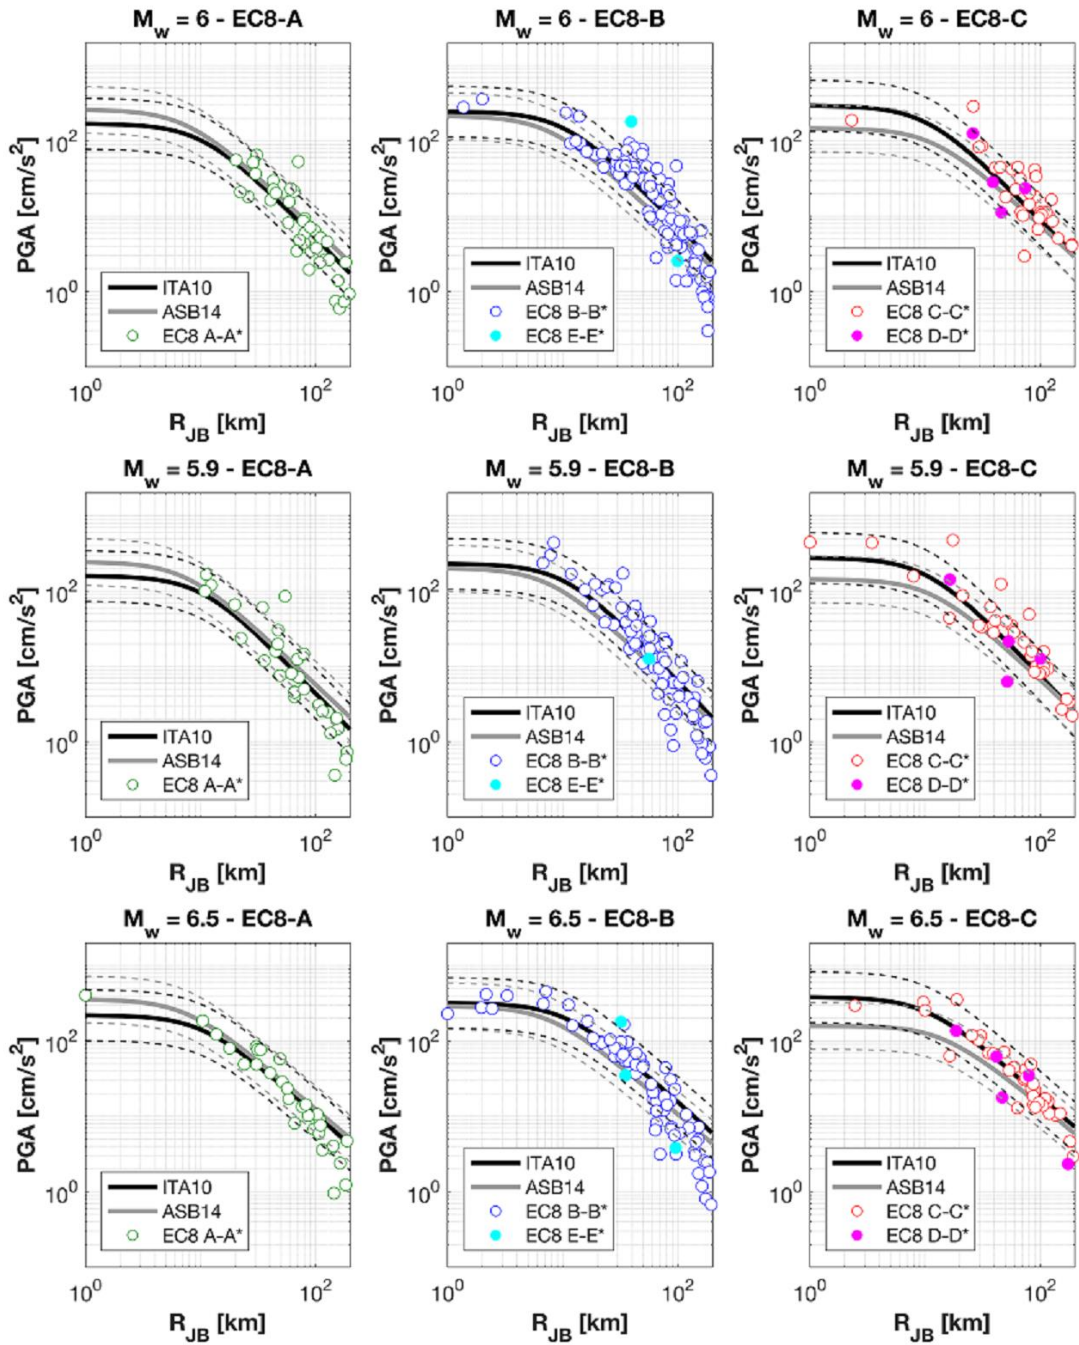 M_w = 6 - EC8-A
M_w = 6 - EC8-B
M_w = 6 - EC8-C
PGA [cm/s^2]
10^2
10^0
ITA10
ASB14
EC8 A-A*
10^0
10^2
R_JB [km]
PGA [cm/s^2]
10^2
10^0
ITA10
ASB14
EC8 B-B*
EC8 E-E*
10^0
10^2
R_JB [km]
PGA [cm/s^2]
10^2
10^0
ITA10
ASB14
EC8 C-C*
EC8 D-D*
10^0
10^2
R_JB [km]
M_w = 5.9 - EC8-A
M_w = 5.9 - EC8-B
M_w = 5.9 - EC8-C
PGA [cm/s^2]
10^2
10^0
ITA10
ASB14
EC8 A-A*
10^0
10^2
R_JB [km]
PGA [cm/s^2]
10^2
10^0
ITA10
ASB14
EC8 B-B*
EC8 E-E*
10^0
10^2
R_JB [km]
PGA [cm/s^2]
10^2
10^0
ITA10
ASB14
EC8 C-C*
EC8 D-D*
10^0
10^2
R_JB [km]
M_w = 6.5 - EC8-A
M_w = 6.5 - EC8-B
M_w = 6.5 - EC8-C
PGA [cm/s^2]
10^2
10^0
ITA10
ASB14
EC8 A-A*
10^0
10^2
R_JB [km]
PGA [cm/s^2]
10^2
10^0
ITA10
ASB14
EC8 B-B*
EC8 E-E*
10^0
10^2
R_JB [km]
PGA [cm/s^2]
10^2
10^0
ITA10
ASB14
EC8 C-C*
EC8 D-D*
10^0
10^2
R_JB [km]